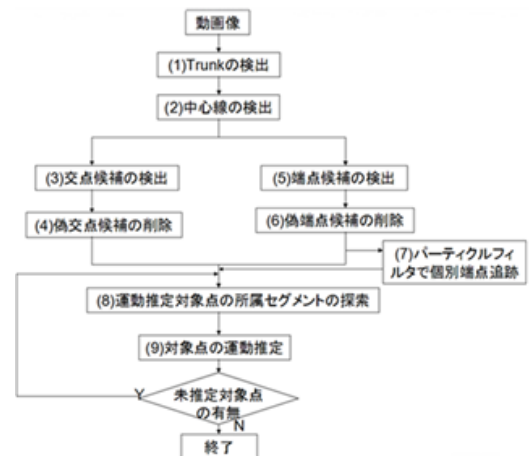 動画像
(1)Trunkの検出
(2)中心線の検出
(3)交点候補の検出
(5)端点候補の検出
(4)偽交点候補の削除
(6)偽端点候補の削除
(7)パーティクルフィ
ルタで個別端点追跡
(8)運動推定対象点の所属セグメントの探索
(9)対象点の運動推定
未推定対象点
の有無
Y
N
終了